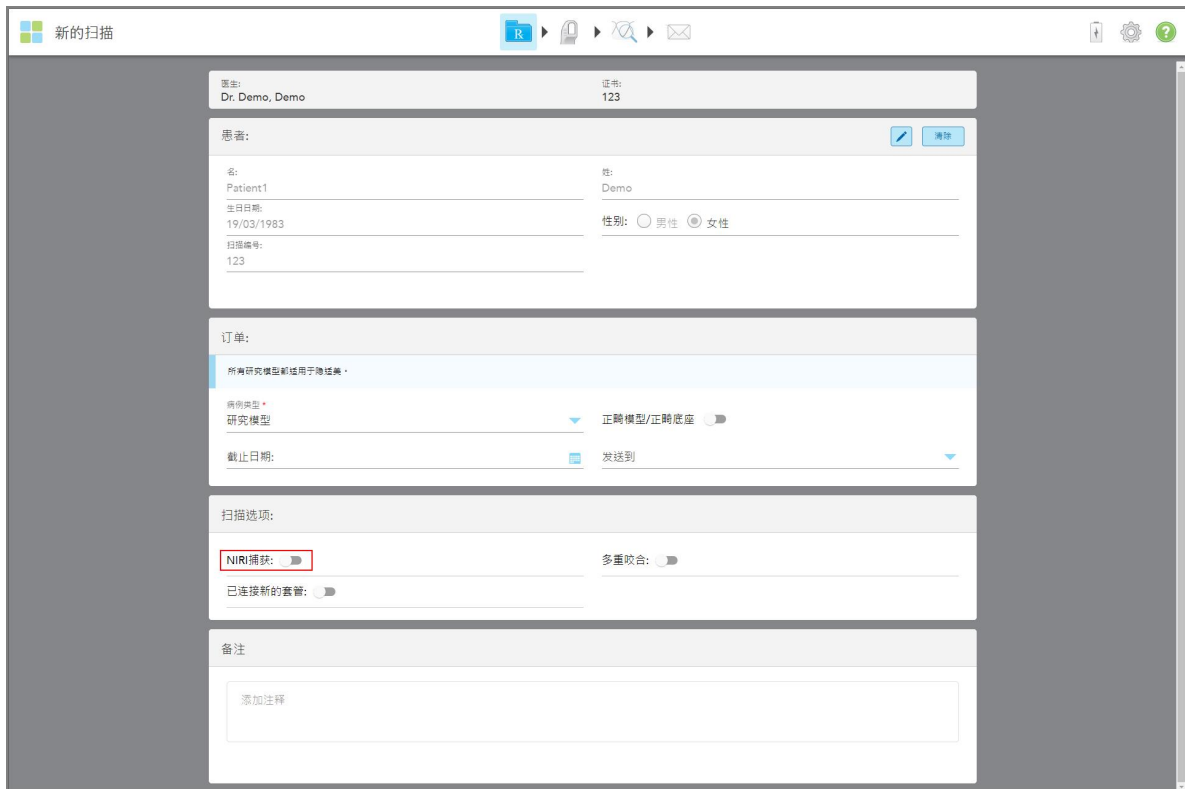 新的扫描
R
?
医生:
Dr. Demo, Demo
证书:
123
患者:
清除
名:
Patient1
姓:
Demo
生日日期:
19/03/1983
性别: 男性 女性
扫描编号:
123
订单:
所有研究模型都适用于隐适美。
病例类型 *
研究模型
正畸模型/正畸底座
截止日期:
发送到
扫描选项:
NIRI捕获:
多重咬合:
已连接新的套管:
备注
添加注释